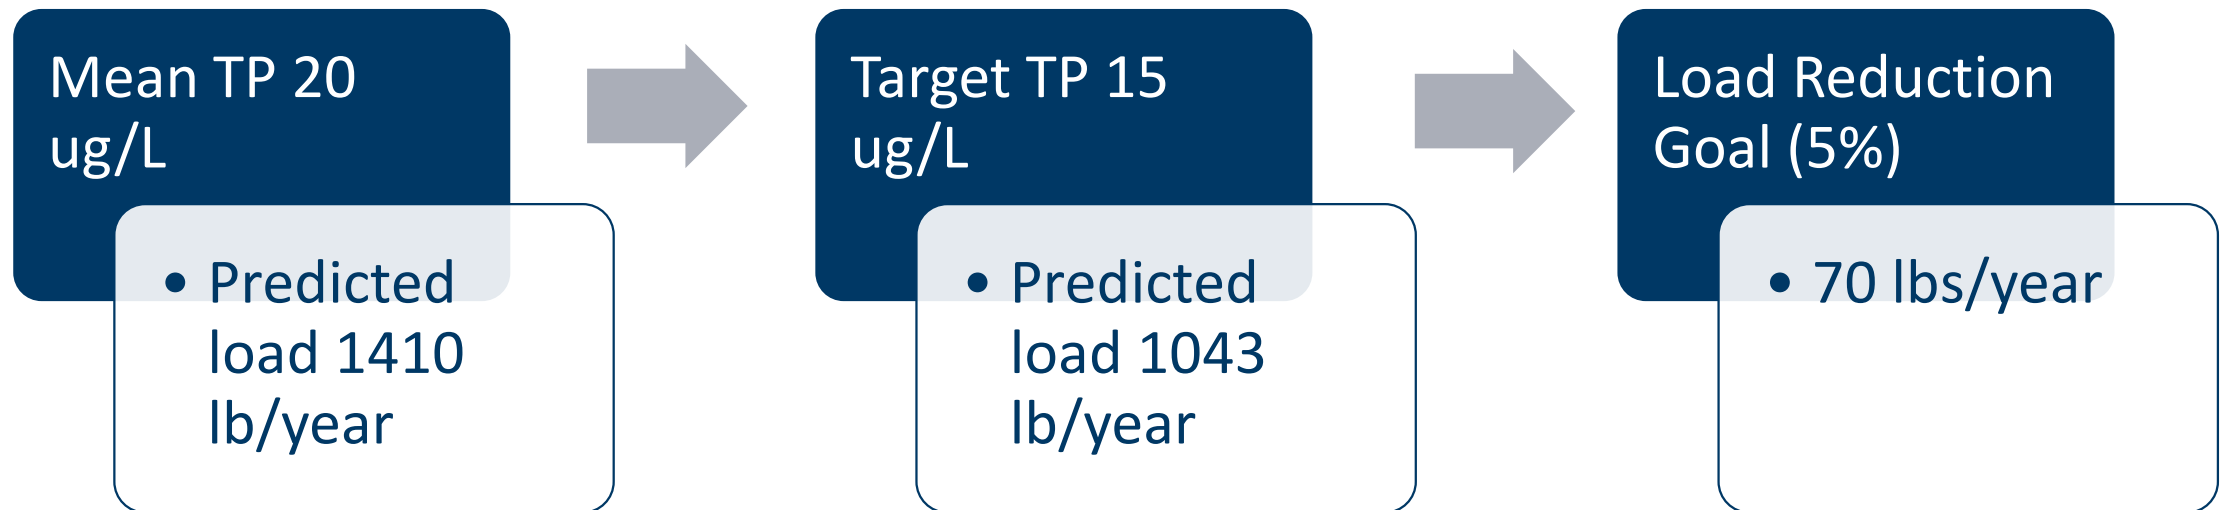 Mean TP 20
ug/L
• Predicted
load 1410
lb/year
Target TP 15
ug/L
• Predicted
load 1043
lb/year
Load Reduction
Goal (5%)
• 70 lbs/year